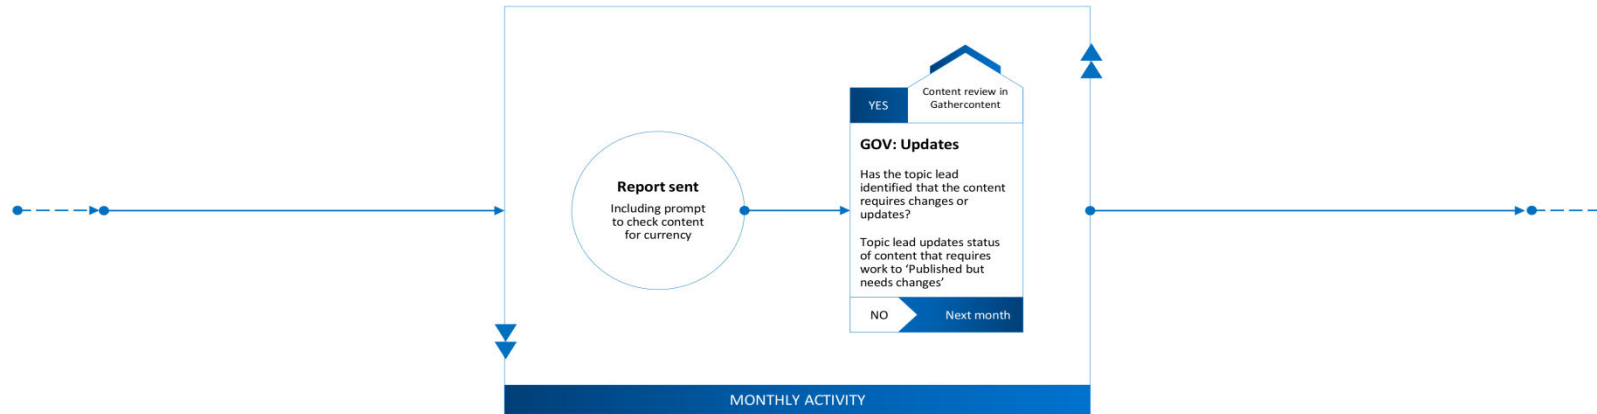 Report sent
Including prompt
to check content
for currency
YES
Content review in
Gathercontent
GOV: Updates
Has the topic lead
identified that the content
requires changes or
updates?
Topic lead updates status
of content that requires
work to ‘Published but
needs changes’
NO
Next month
MONTHLY ACTIVITY